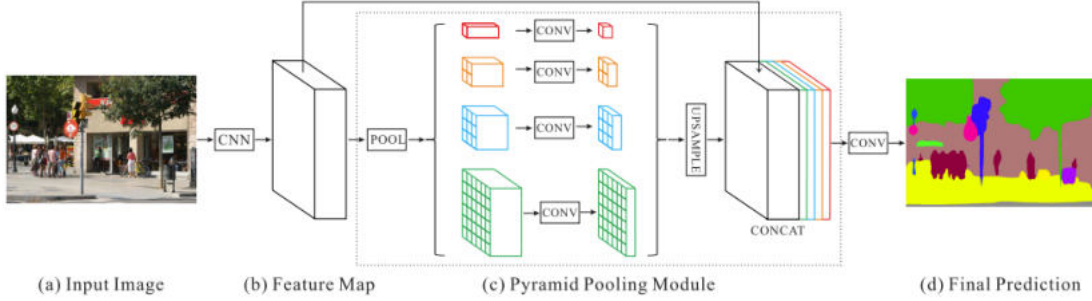 CNN
POOL
CONV
CONV
CONV
CONV
UPSAMPLE
CONCAT
CONV
(a) Input Image
(b) Feature Map
(c) Pyramid Pooling Module
(d) Final Prediction